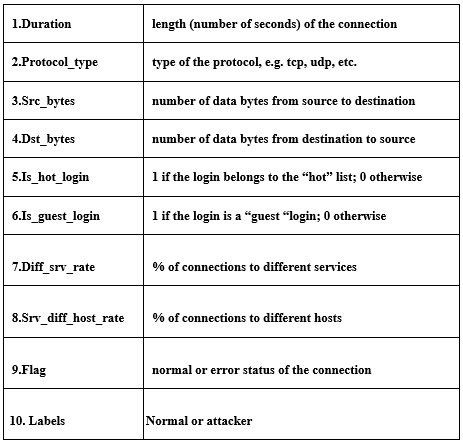 1.Duration length (number of seconds) of the connection
2.Protocol_type type of the protocol, e.g. tcp, udp, etc.
3.Src_bytes number of data bytes from source to destination
4.Dst_bytes number of data bytes from destination to source
5.Is_hot_login 1 if the login belongs to the “hot” list; 0 otherwise
6.Is_guest_login 1 if the login is a “guest “login; 0 otherwise
7.Diff_srv_rate % of connections to different services
8.Srv_diff_host_rate % of connections to different hosts
9.Flag normal or error status of the connection
10. Labels Normal or attacker